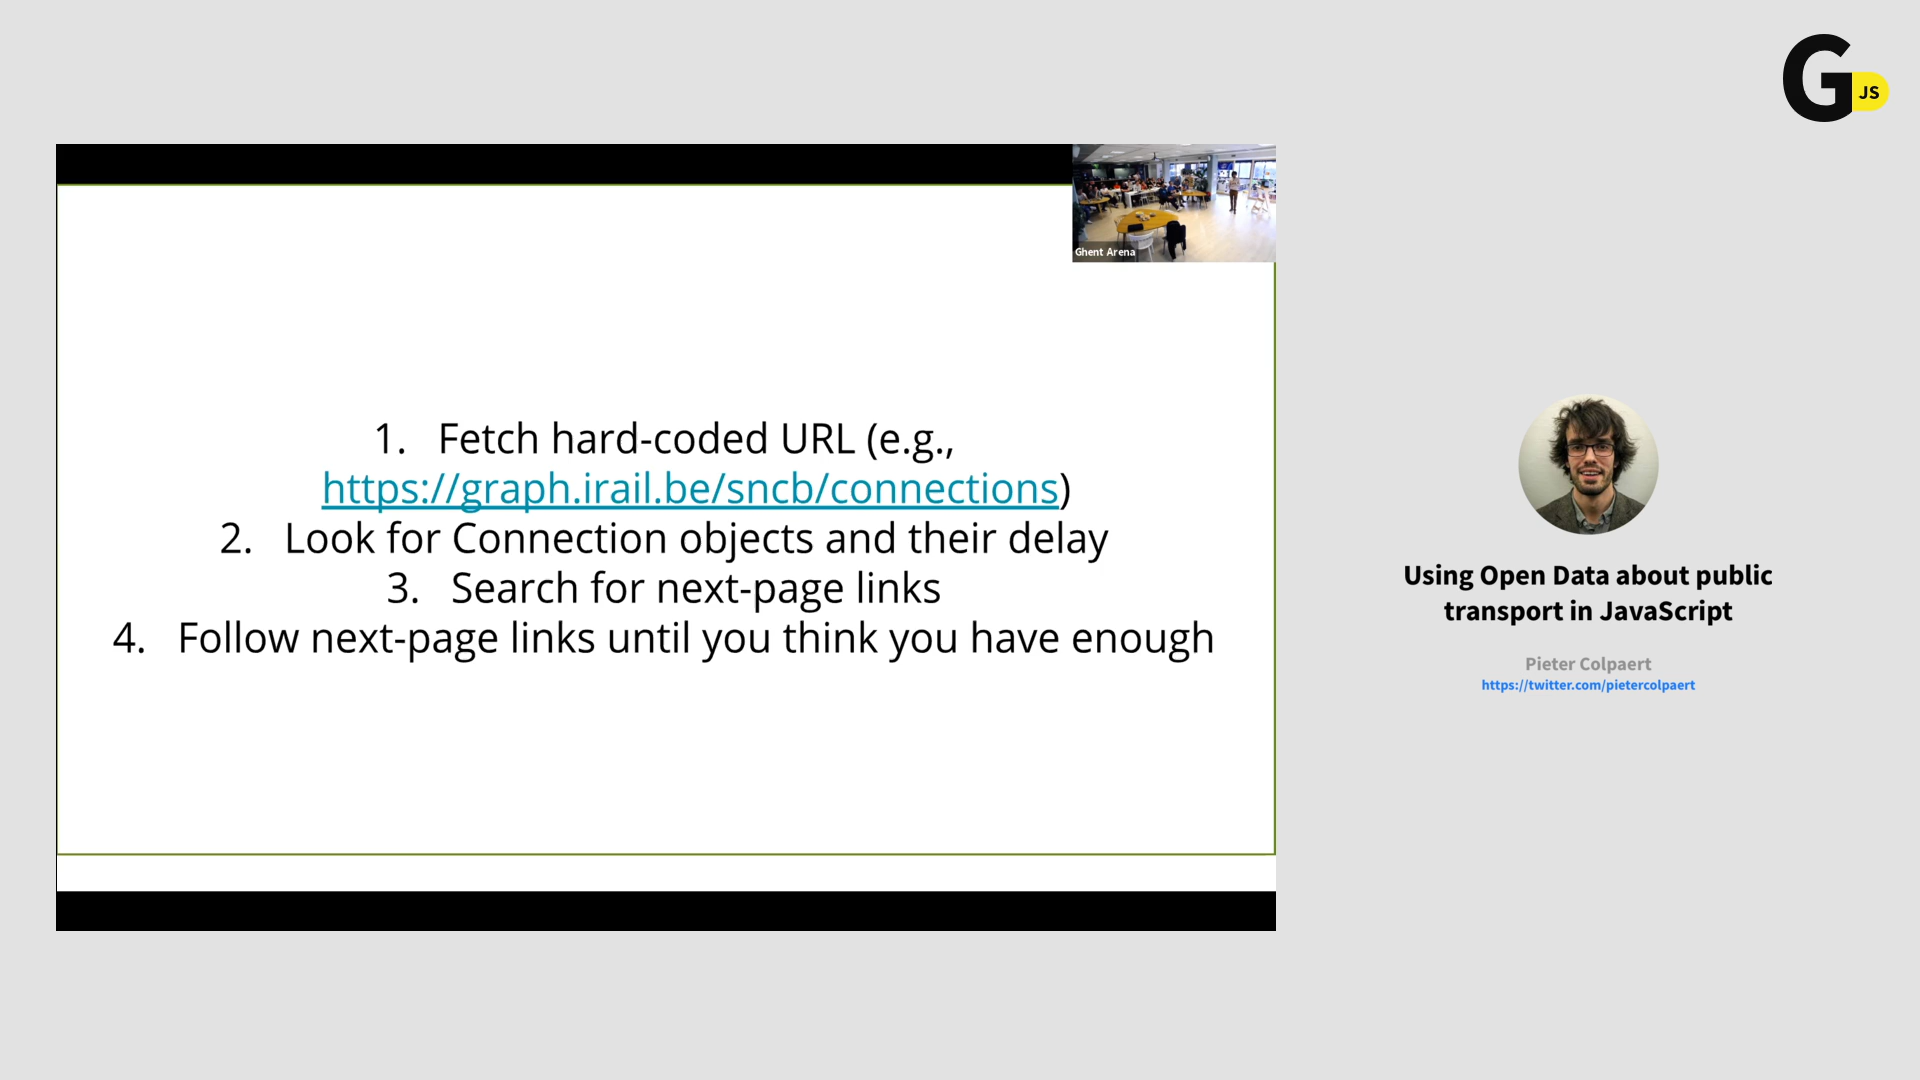 G JS
Ghent Arena
1. Fetch hard-coded URL (e.g.,
https://graph.irail.be/sncb/connections)
2. Look for Connection objects and their delay
3. Search for next-page links
4. Follow next-page links until you think you have enough
Using Open Data about public
transport in JavaScript
Pieter Colpaert
https://twitter.com/pietercolpaert